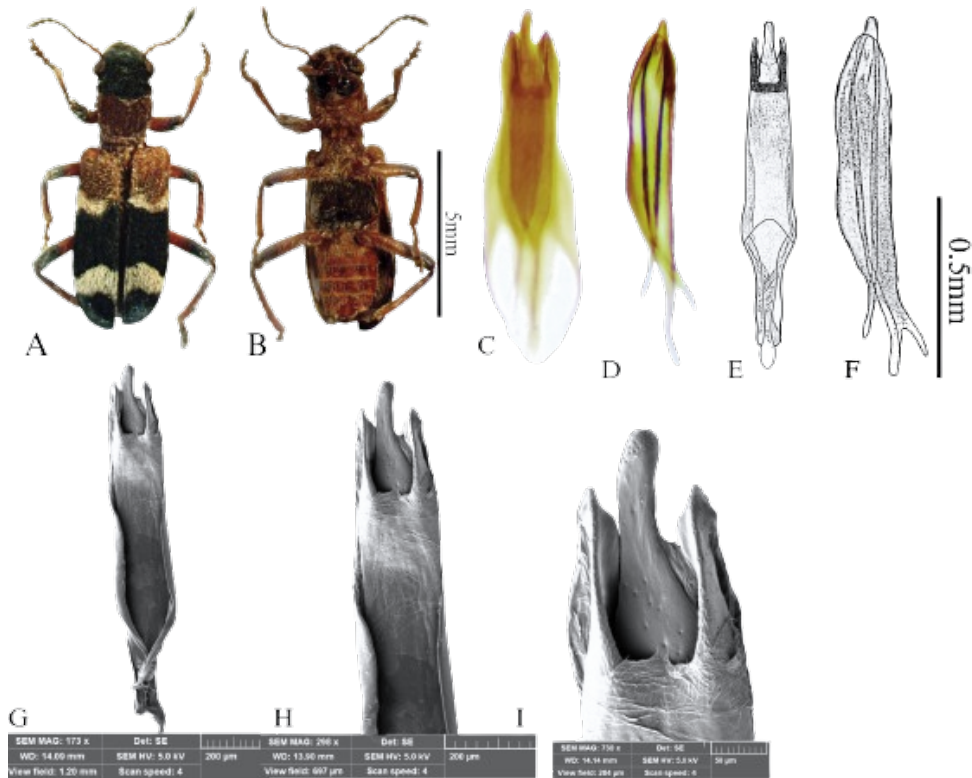 A
B
5mm
C
D
E
F
0.5mm
G
H
I
SEM MAG: 173 x Det: SE
WD: 14.09 mm SEM HV: 5.0 kV 200 μm
View field: 1.20 mm Scan speed: 4
SEM MAG: 298 x Det: SE
WD: 13.90 mm SEM HV: 5.0 kV 200 μm
View field: 697 μm Scan speed: 4
SEM MAG: 730 x Det: SE
WD: 14.14 mm SEM HV: 5.0 kV 50 μm
View field: 284 μm Scan speed: 4